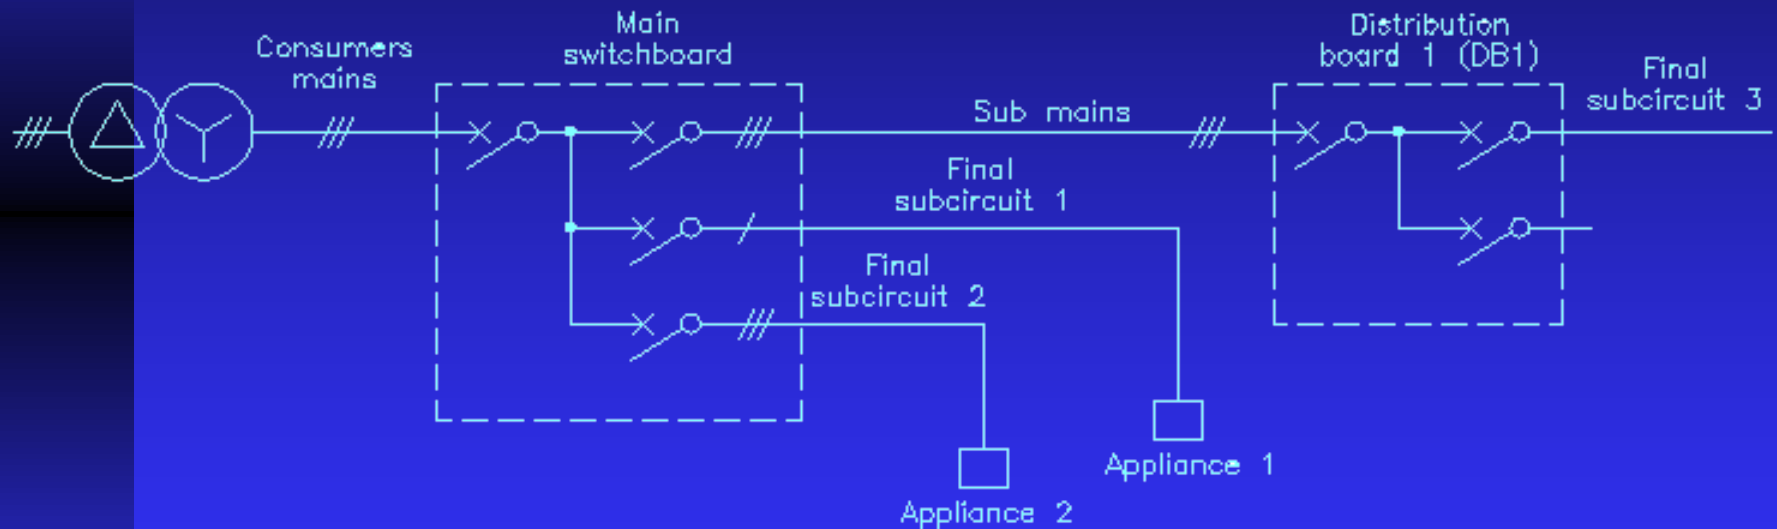 Consumers
mains
Main
switchboard
Sub mains
Distribution
board 1 (DB1)
Final
subcircuit 3
Final
subcircuit 1
Final
subcircuit 2
Appliance 1
Appliance 2